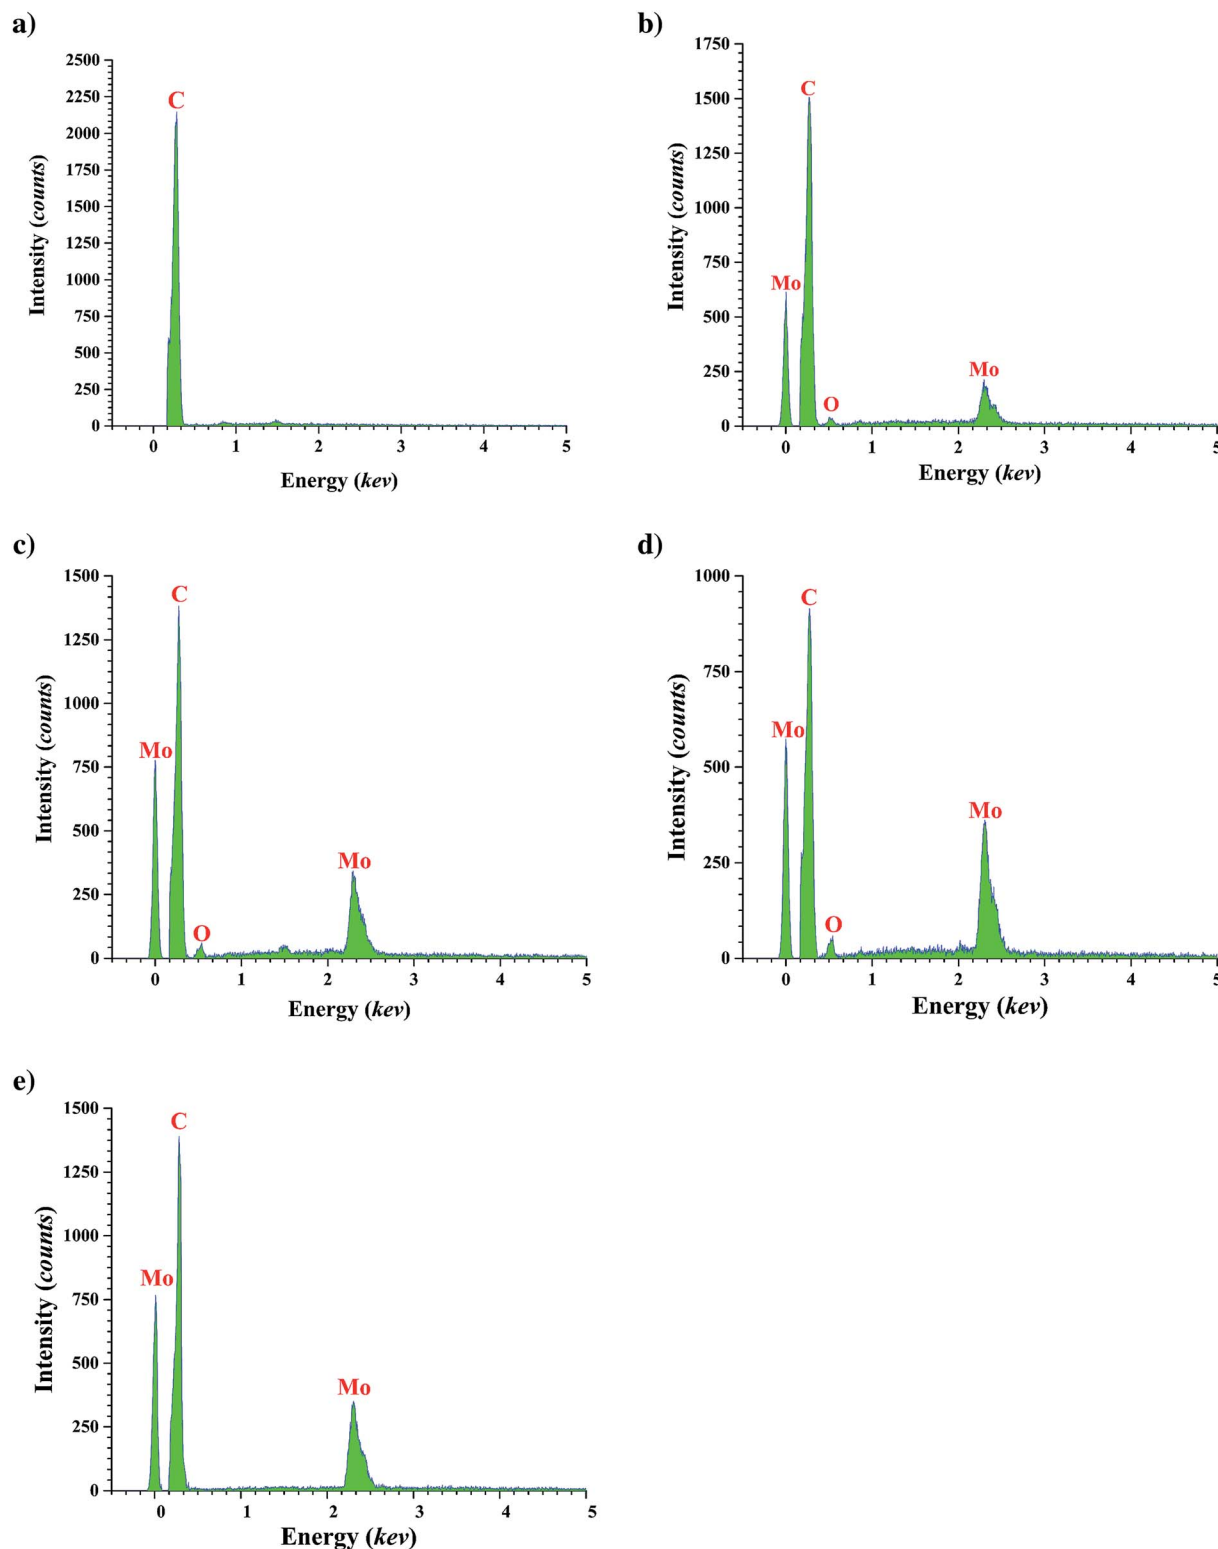 a)
2500
2250
2000
1750
1500
1250
1000
750
500
250
0
Intensity (counts)
C
0 1 2 3 4 5
Energy (kev)
b)
1750
1500
1250
1000
750
500
250
0
Intensity (counts)
Mo
C
O
Mo
0 1 2 3 4 5
Energy (kev)
c)
1500
1250
1000
750
500
250
0
Intensity (counts)
Mo
C
O
Mo
0 1 2 3 4 5
Energy (kev)
d)
1000
750
500
250
0
Intensity (counts)
Mo
C
O
Mo
0 1 2 3 4 5
Energy (kev)
e)
1500
1250
1000
750
500
250
0
Intensity (counts)
Mo
C
Mo
0 1 2 3 4 5
Energy (kev)